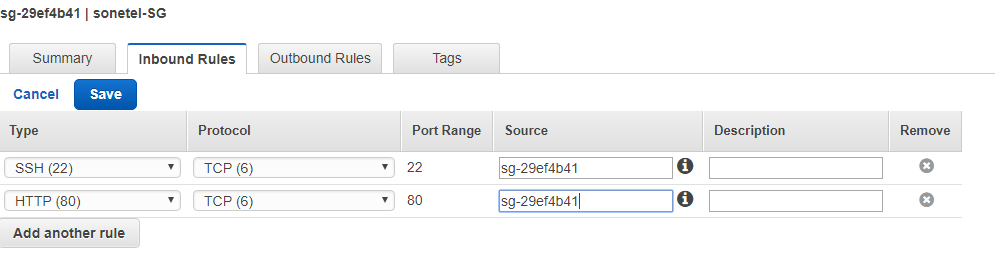 sg-29ef4b41 | sonetel-SG
Summary Inbound Rules Outbound Rules Tags
Cancel Save
Type Protocol Port Range Source Description Remove
SSH (22) TCP (6) 22 sg-29ef4b41
HTTP (80) TCP (6) 80 sg-29ef4b41
Add another rule